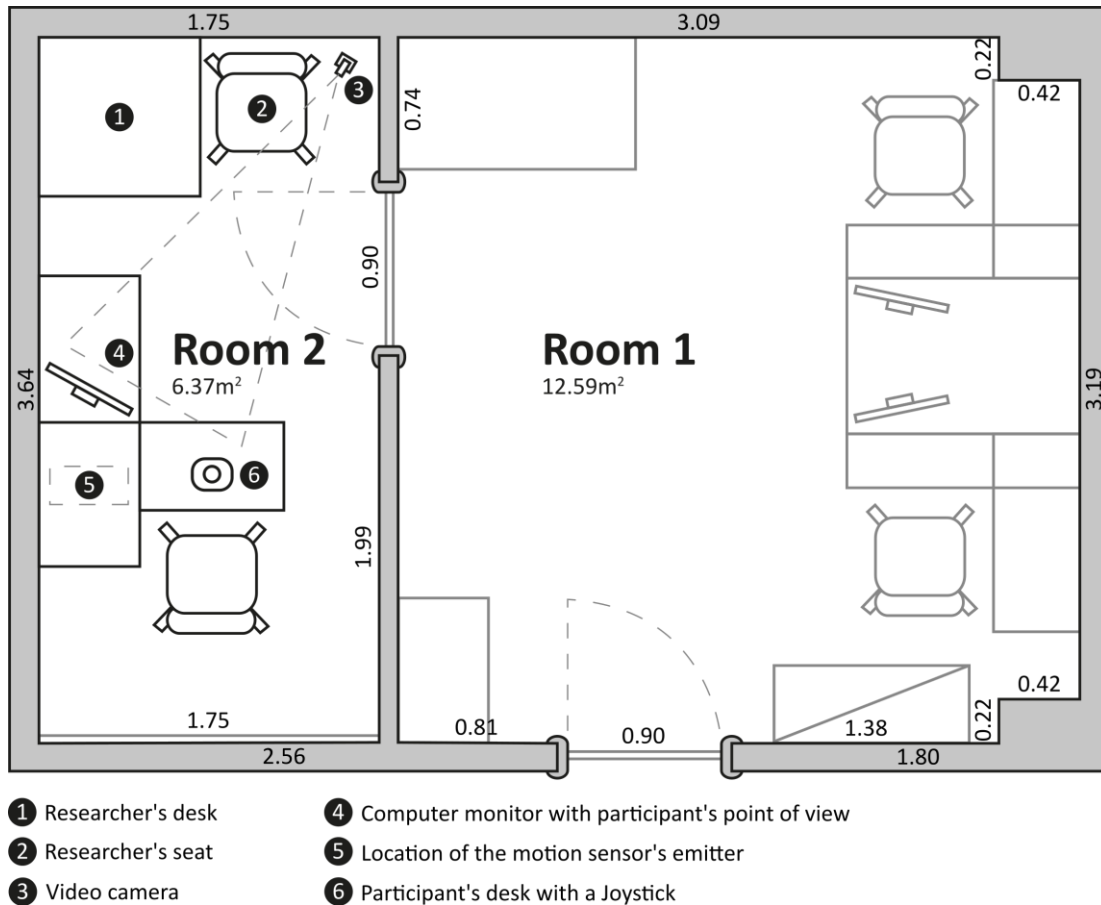 1.75
3.09
0.22
0.42
1
2
3
0.74
0.90
Room 2
6.37m²
Room 1
12.59m²
4
3.64
3.19
5
6
1.99
1.75
0.81
0.90
1.38
0.22
0.42
2.56
1.80
1 Researcher's desk
2 Researcher's seat
3 Video camera
4 Computer monitor with participant's point of view
5 Location of the motion sensor's emitter
6 Participant's desk with a Joystick